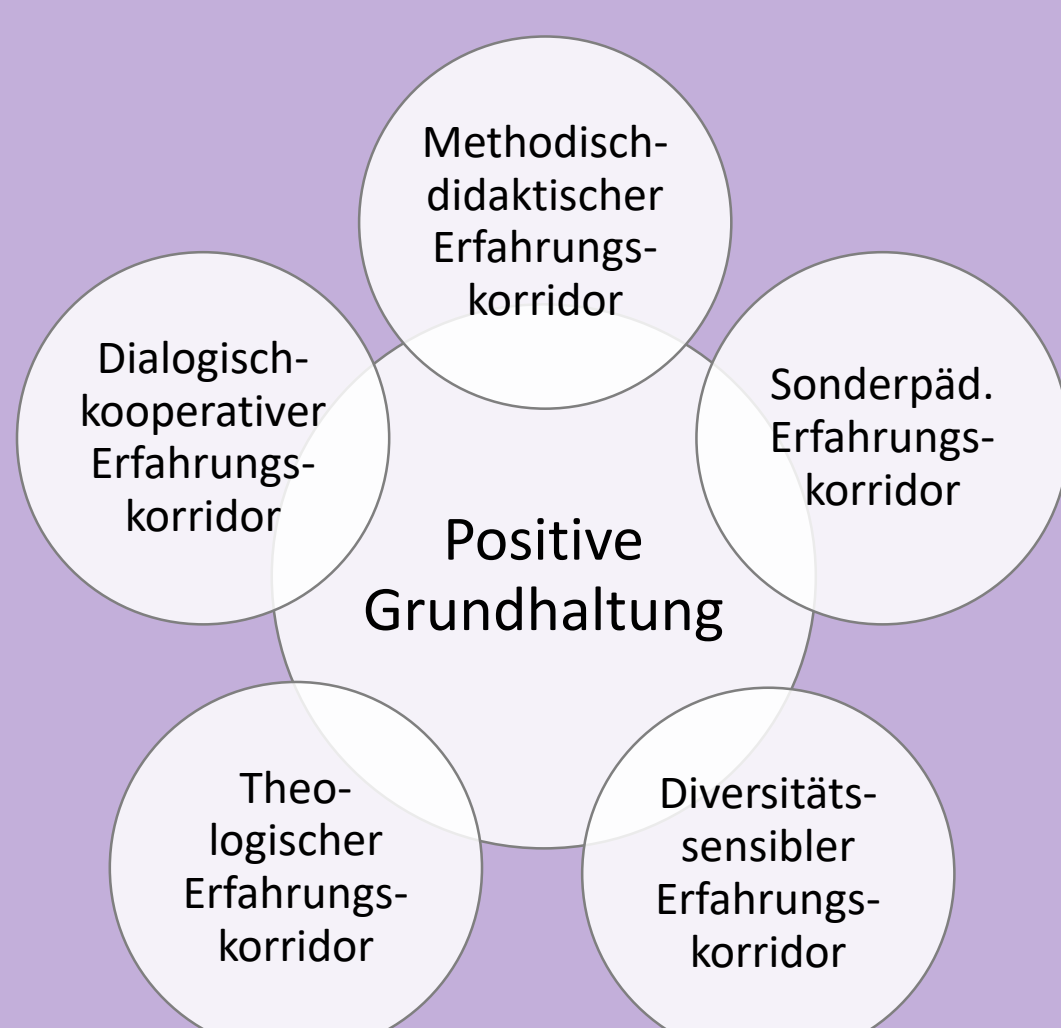 Methodisch-
didaktischer
Erfahrungs-
korridor
Dialogisch-
kooperativer
Erfahrungs-
korridor
Sonderpäd.
Erfahrungs-
korridor
Positive
Grundhaltung
Theo-
logischer
Erfahrungs-
korridor
Diversitäts-
sensibler
Erfahrungs-
korridor